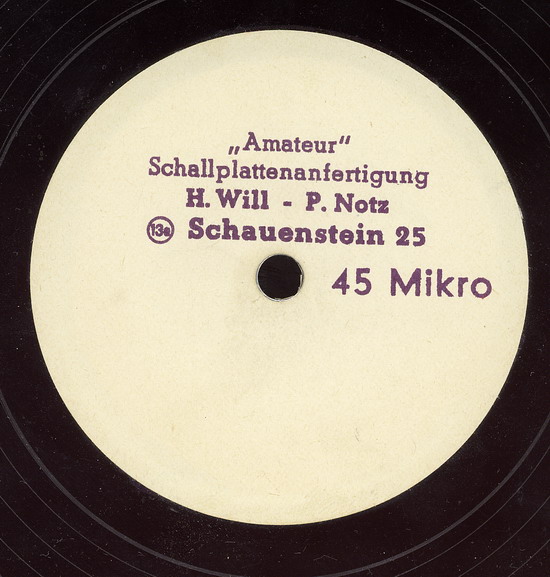 „Amateur“
Schallplattenanfertigung
H. Will - P. Notz
13a Schauenstein 25
45 Mikro